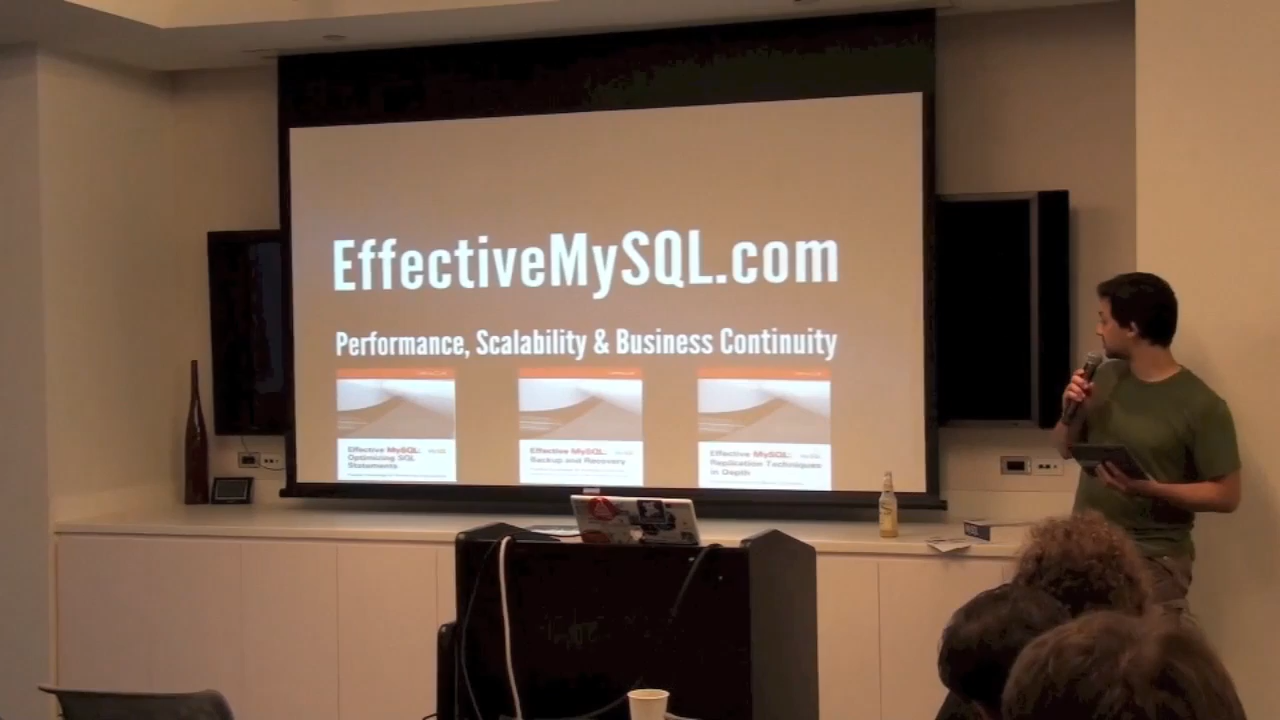 EffectiveMySQL.com
Performance, Scalability & Business Continuity
Effective MySQL:
Optimizing SQL
Statements
Effective MySQL:
Backup and Recovery
Effective MySQL:
Replication Techniques
in Depth